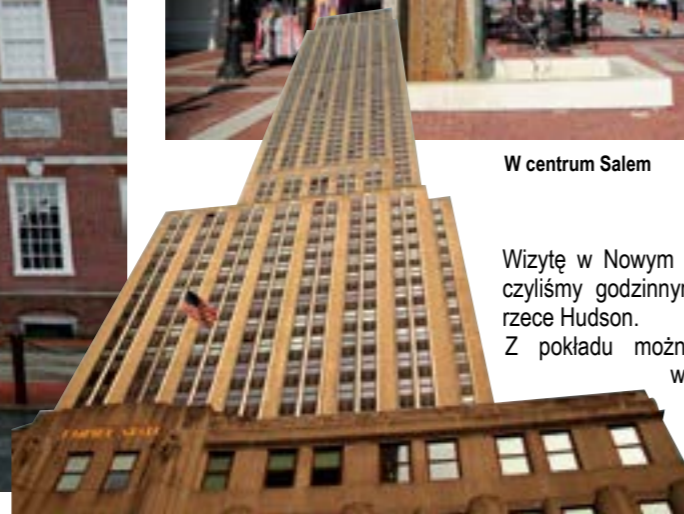 W centrum Salem
Wizytę w Nowym
czyliśmy godzinnym
rzece Hudson.
Z pokładu możn
w